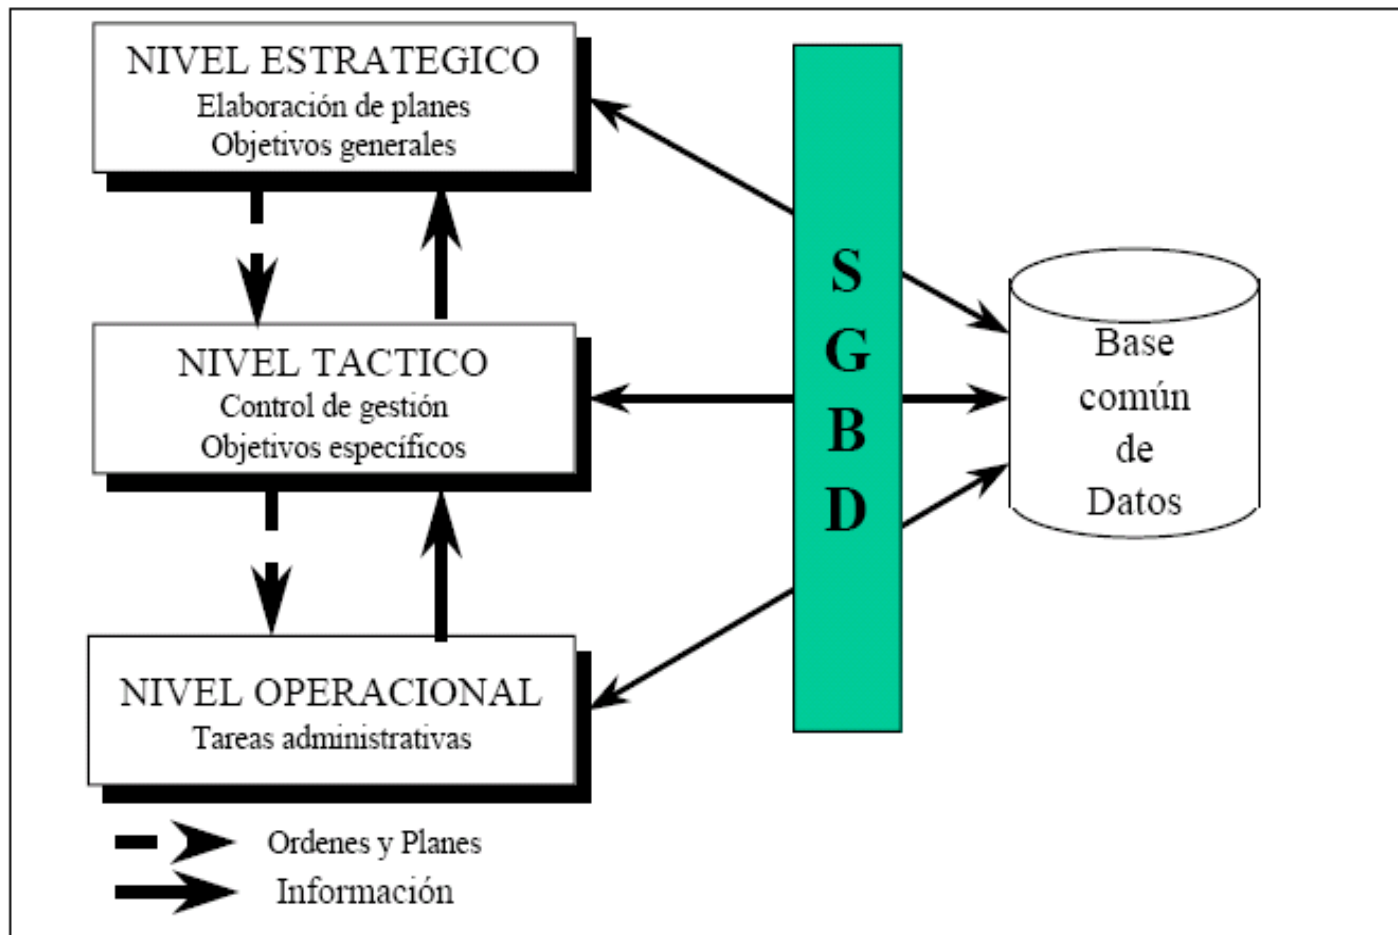 NIVEL ESTRATEGICO
Elaboración de planes
Objetivos generales
NIVEL TACTICO
Control de gestión
Objetivos específicos
NIVEL OPERACIONAL
Tareas administrativas
Ordenes y Planes
Información
S
G
B
D
Base
común
de
Datos